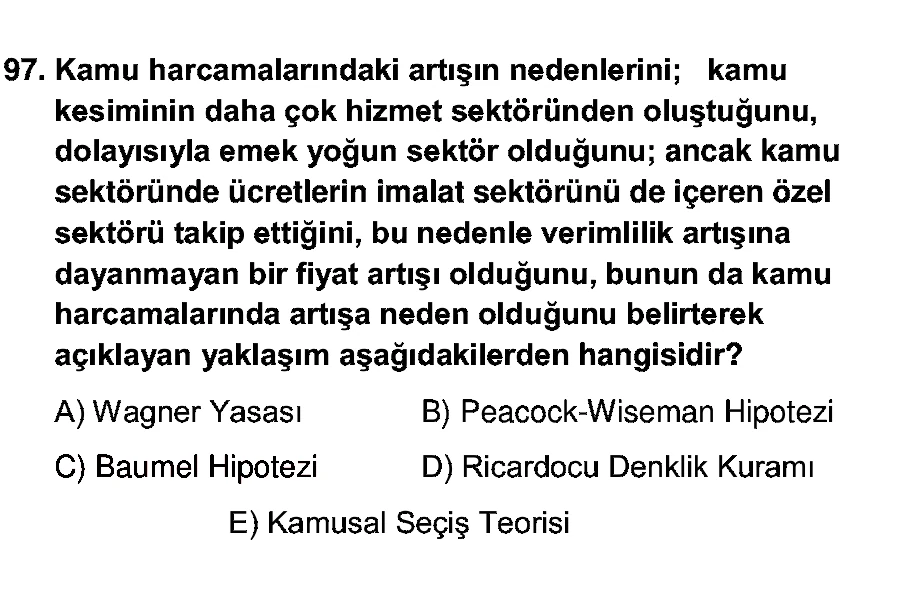 97. Kamu harcamalarındaki artışın nedenlerini; kamu
kesiminin daha çok hizmet sektöründen oluştuğunu,
dolayısıyla emek yoğun sektör olduğunu; ancak kamu
sektöründe ücretlerin imalat sektörünü de içeren özel
sektörü takip ettiğini, bu nedenle verimlilik artışına
dayanmayan bir fiyat artışı olduğunu, bunun da kamu
harcamalarında artışa neden olduğunu belirterek
açıklayan yaklaşım aşağıdakilerden hangisidir?
A) Wagner Yasası B) Peacock-Wiseman Hipotezi
C) Baumel Hipotezi D) Ricardocu Denklik Kuramı
E) Kamusal Seçiş Teorisi